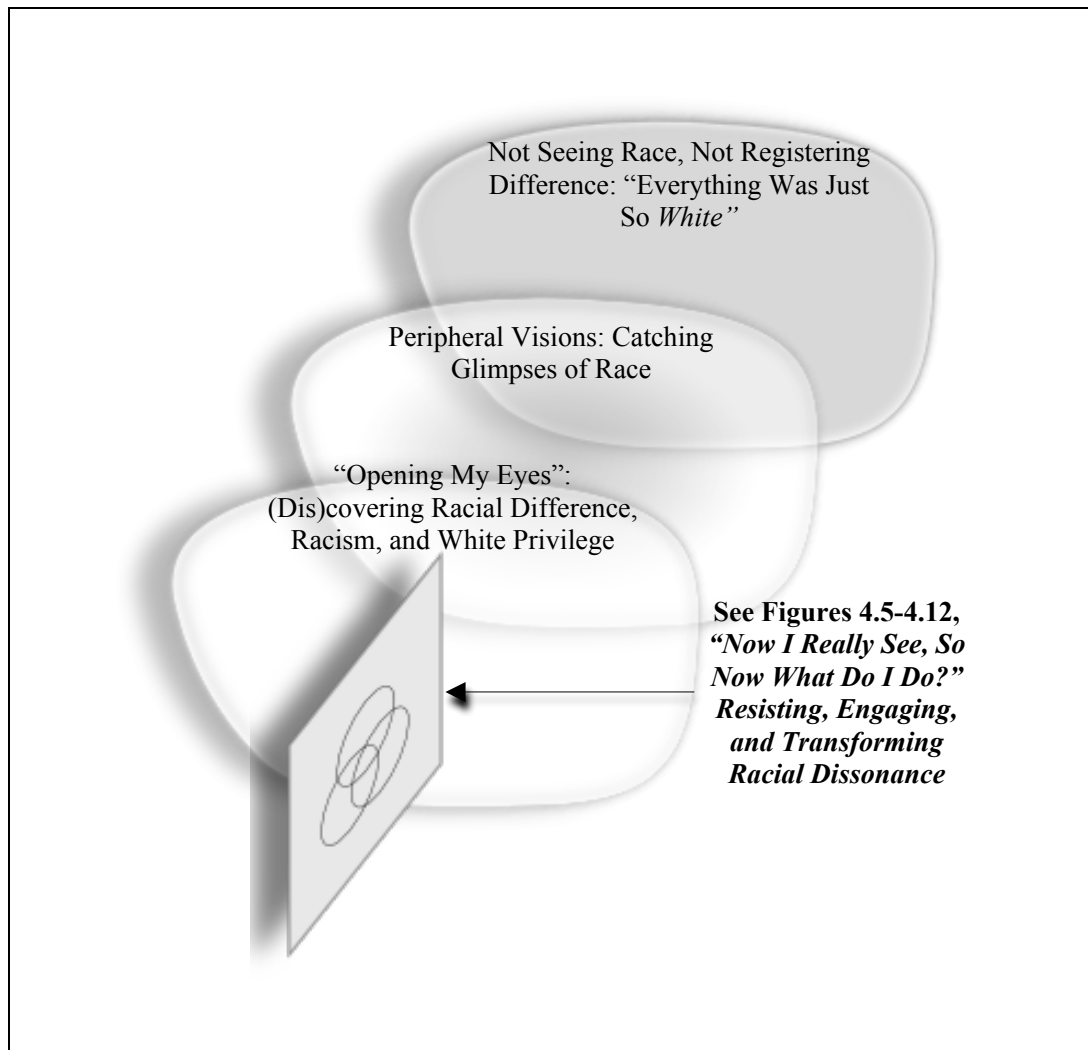 Not Seeing Race, Not Registering
Difference: “Everything Was Just
So White”
Peripheral Visions: Catching
Glimpses of Race
“Opening My Eyes”:
(Dis)covering Racial Difference,
Racism, and White Privilege
See Figures 4.5-4.12,
“Now I Really See, So
Now What Do I Do?”
Resisting, Engaging,
and Transforming
Racial Dissonance